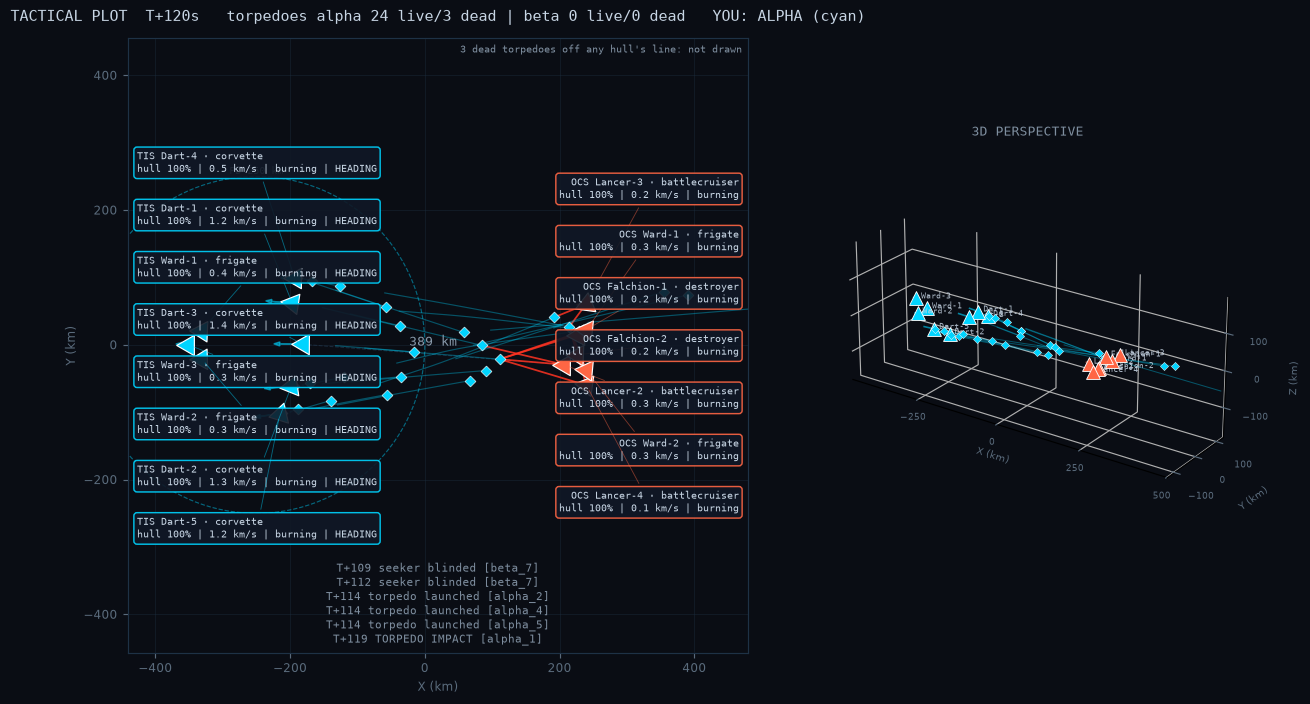 TACTICAL PLOT  T+120s   torpedoes alpha 24 live/3 dead | beta 0 live/0 dead   YOU: ALPHA (cyan)
3 dead torpedoes off any hull's line: not drawn
TIS Dart-4 · corvette
hull 100% | 0.5 km/s | burning | HEADING
TIS Dart-1 · corvette
hull 100% | 1.2 km/s | burning | HEADING
TIS Ward-1 · frigate
hull 100% | 0.4 km/s | burning | HEADING
TIS Dart-3 · corvette
hull 100% | 1.4 km/s | burning | HEADING
TIS Ward-3 · frigate
hull 100% | 0.3 km/s | burning | HEADING
TIS Ward-2 · frigate
hull 100% | 0.3 km/s | burning | HEADING
TIS Dart-2 · corvette
hull 100% | 1.3 km/s | burning | HEADING
TIS Dart-5 · corvette
hull 100% | 1.2 km/s | burning | HEADING
389 km
OCS Lancer-3 · battlecruiser
hull 100% | 0.2 km/s | burning
OCS Ward-1 · frigate
hull 100% | 0.3 km/s | burning
OCS Falchion-1 · destroyer
hull 100% | 0.2 km/s | burning
OCS Falchion-2 · destroyer
hull 100% | 0.2 km/s | burning
OCS Lancer-2 · battlecruiser
hull 100% | 0.3 km/s | burning
OCS Ward-2 · frigate
hull 100% | 0.3 km/s | burning
OCS Lancer-4 · battlecruiser
hull 100% | 0.1 km/s | burning
T+109 seeker blinded [beta_7]
T+112 seeker blinded [beta_7]
T+114 torpedo launched [alpha_2]
T+114 torpedo launched [alpha_4]
T+114 torpedo launched [alpha_5]
T+119 TORPEDO IMPACT [alpha_1]
400
200
0
−200
−400
Y (km)
−400
−200
0
200
400
X (km)
3D PERSPECTIVE
Ward-3
Ward-1
−250
0
250
500
X (km)
−100
0
100
Y (km)
100
0
−100
Z (km)